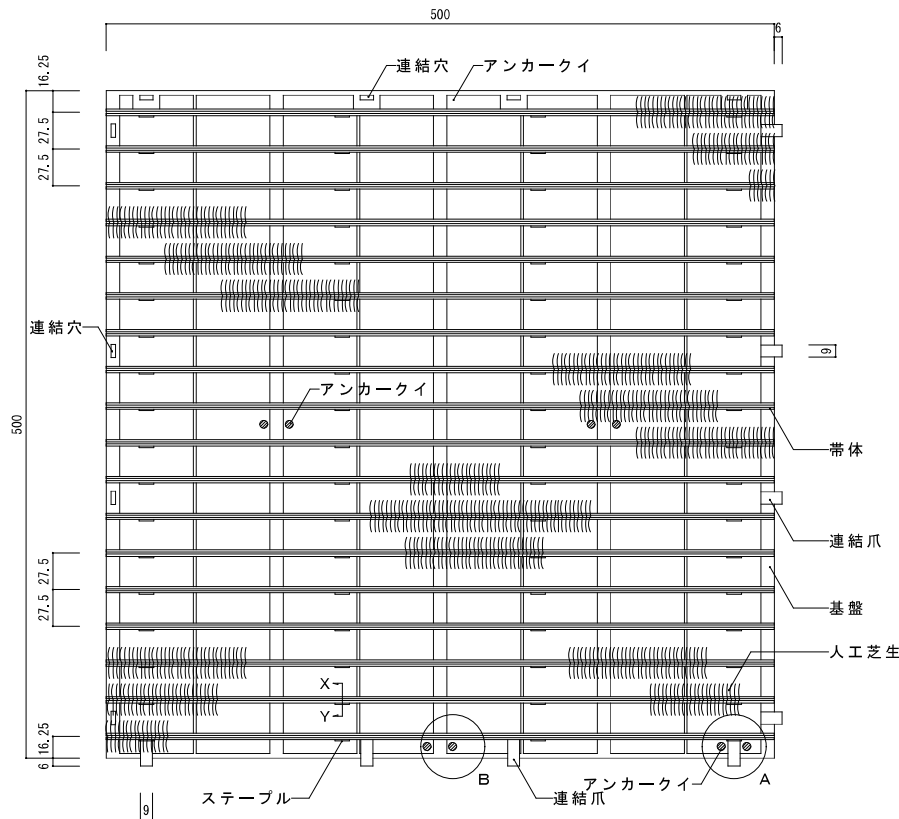 500
6
16.25
連結穴
アンカークイ
27.5
27.5
連結穴
9
アンカークイ
500
帯体
連結爪
27.5
基盤
27.5
人工芝生
X
Y
16.25
6
ステープル
B
連結爪
アンカークイ
A
9